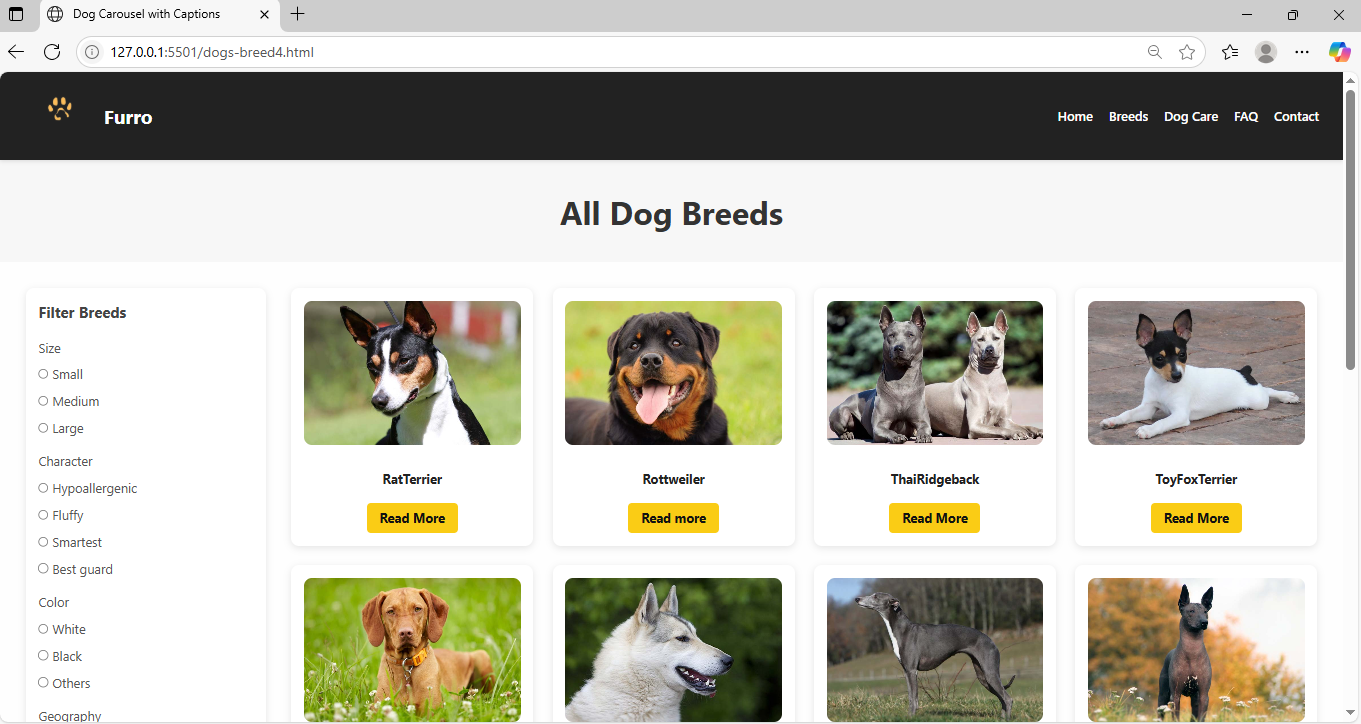 Dog Carousel with Captions
127.0.0.1:5501/dogs-breed4.html
Furro
Home Breeds Dog Care FAQ Contact
All Dog Breeds
Filter Breeds
Size
Small
Medium
Large
Character
Hypoallergenic
Fluffy
Smartest
Best guard
Color
White
Black
Others
Geography
RatTerrier
Read More
Rottweiler
Read more
ThaiRidgeback
Read More
ToyFoxTerrier
Read More